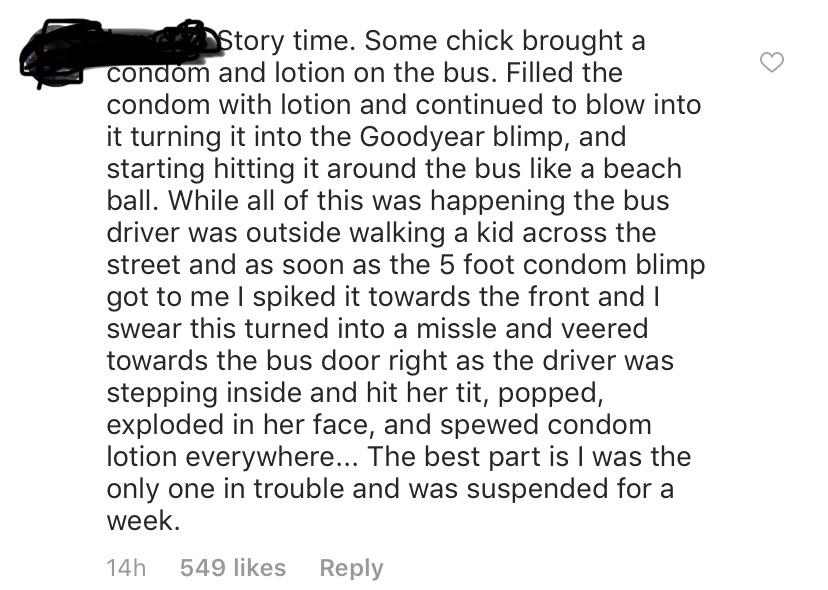 Story time. Some chick brought a
condom and lotion on the bus. Filled the
condom with lotion and continued to blow into
it turning it into the Goodyear blimp, and
starting hitting it around the bus like a beach
ball. While all of this was happening the bus
driver was outside walking a kid across the
street and as soon as the 5 foot condom blimp
got to me I spiked it towards the front and I
swear this turned into a missle and veered
towards the bus door right as the driver was
stepping inside and hit her tit, popped,
exploded in her face, and spewed condom
lotion everywhere... The best part is I was the
only one in trouble and was suspended for a
week.
14h 549 likes Reply